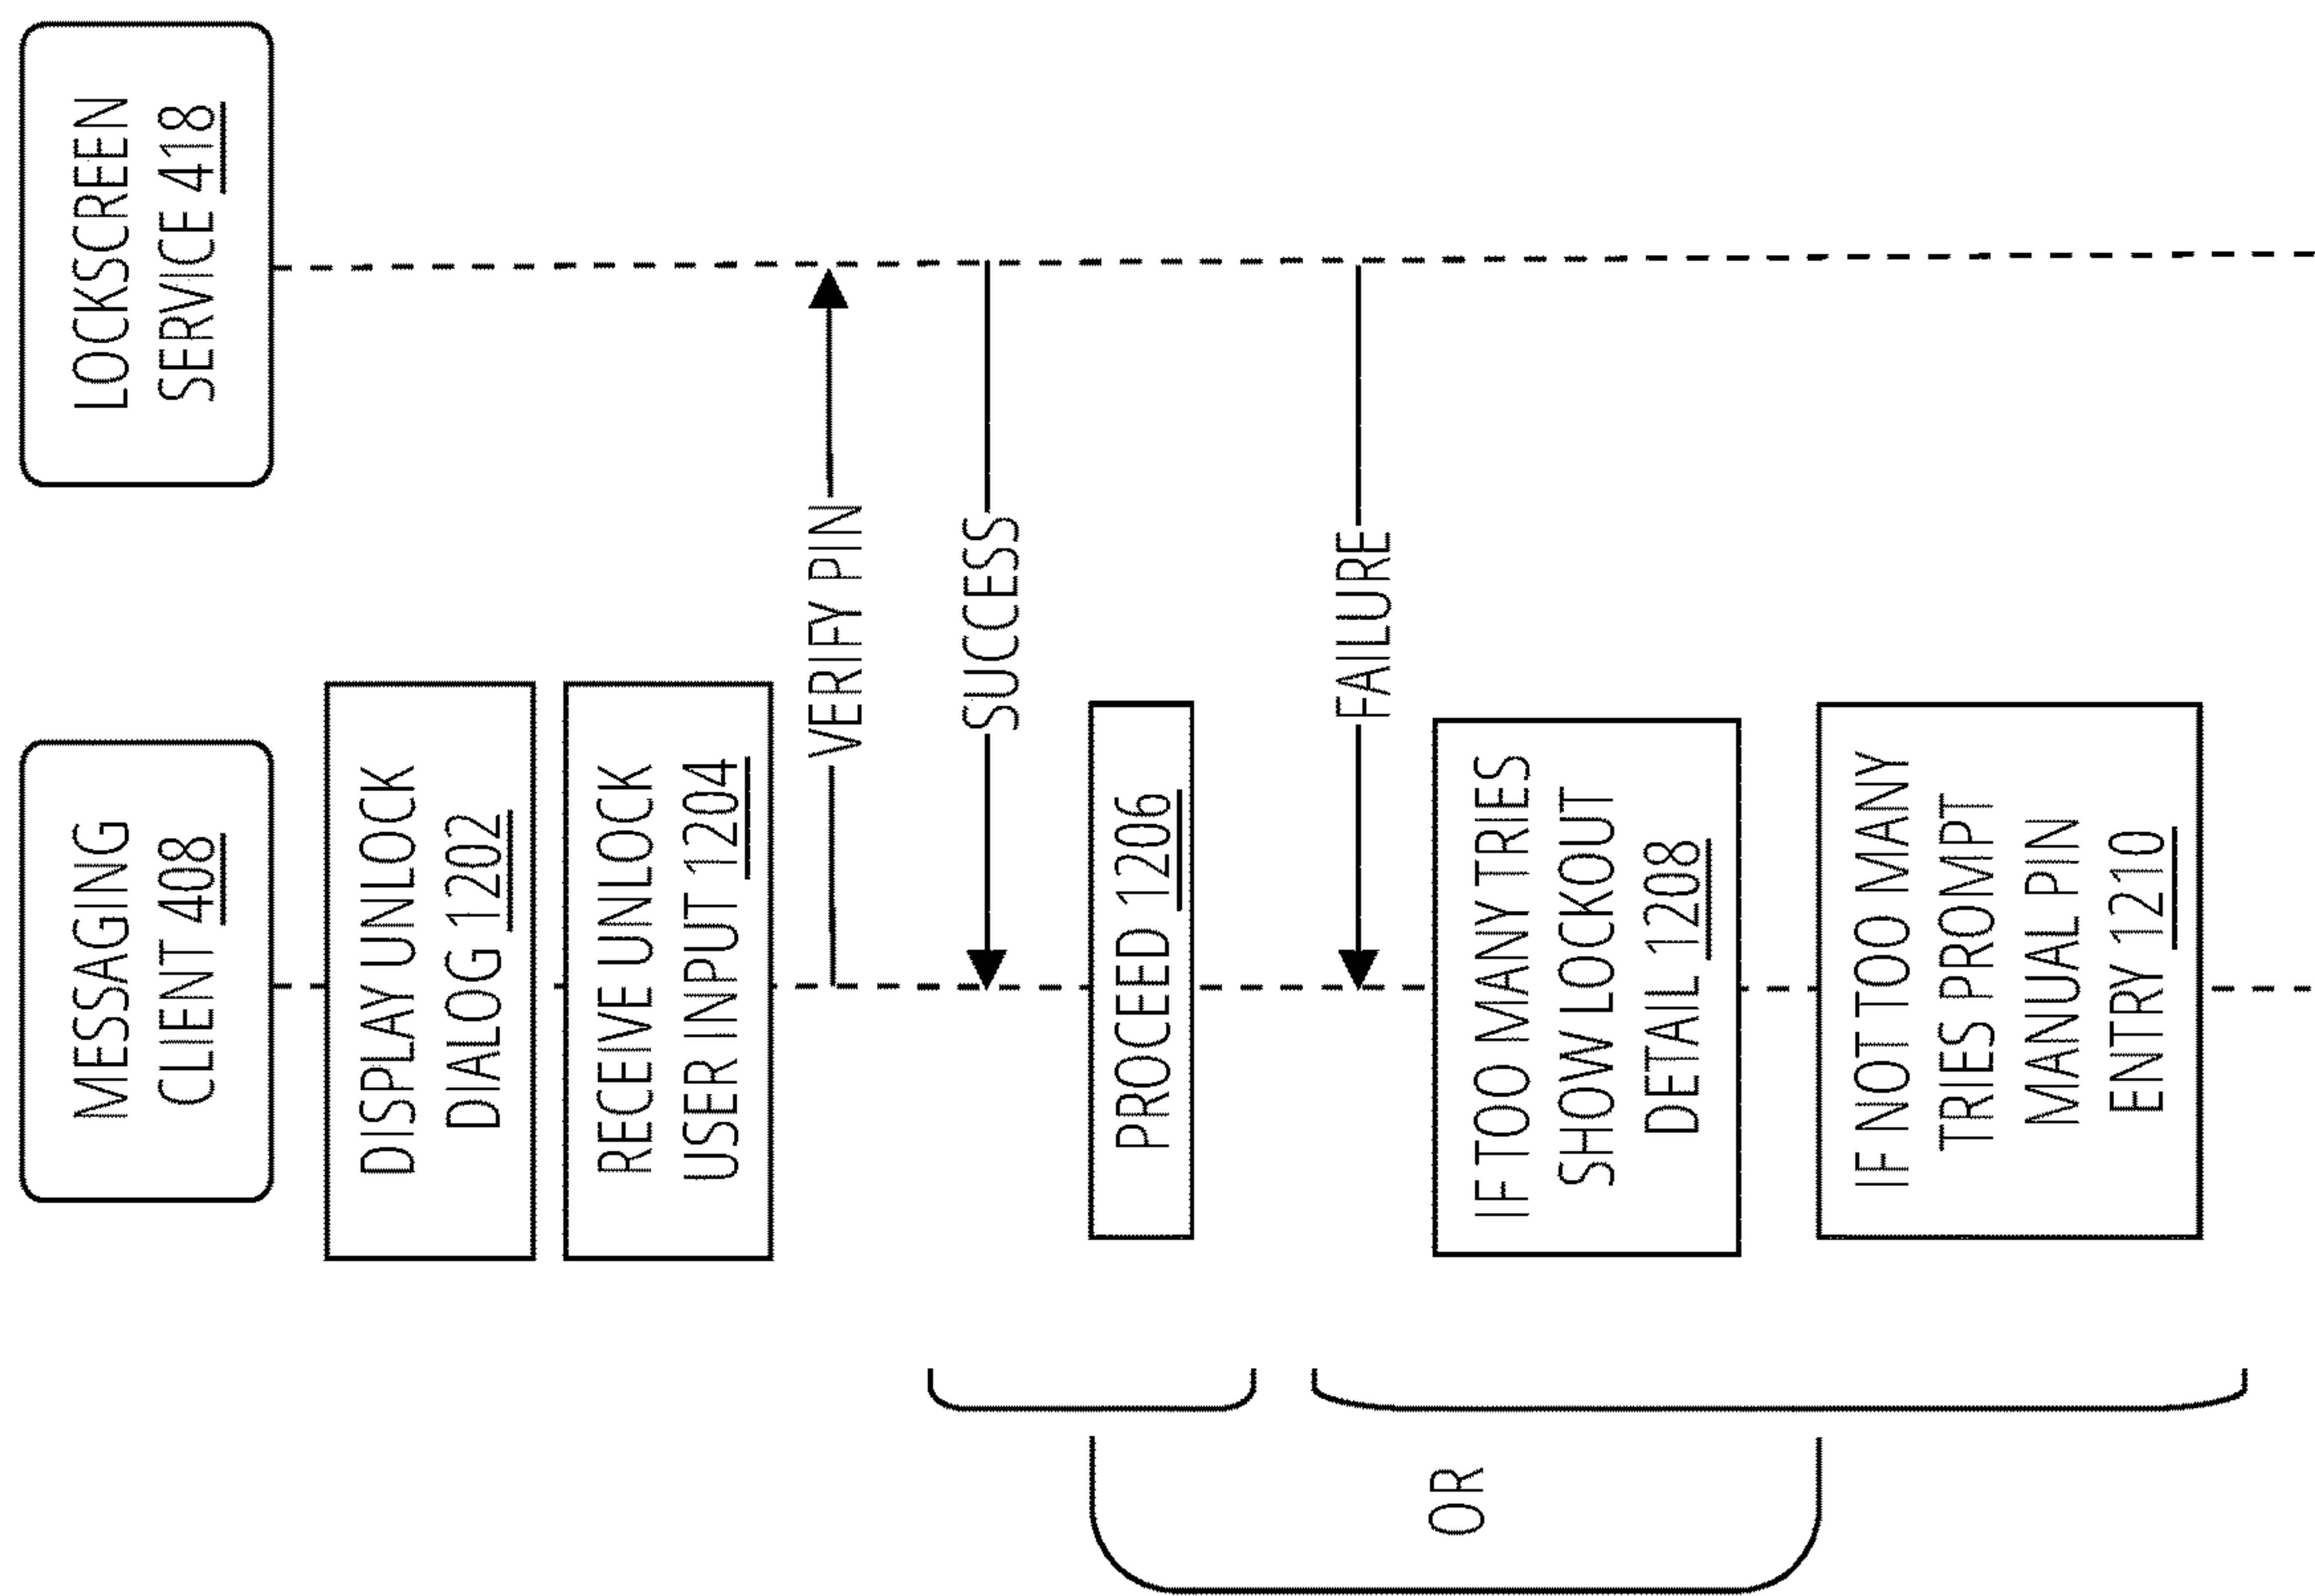 MESSAGING
CLIENT 408
LOCKSCREEN
SERVICE 418
DISPLAY UNLOCK
DIALOG 1202
RECEIVE UNLOCK
USER INPUT 1204
VERIFY PIN
SUCCESS
PROCEED 1206
OR
FAILURE
IF TOO MANY TRIES
SHOW LOCKOUT
DETAIL 1208
IF NOT TOO MANY
TRIES PROMPT
MANUAL PIN
ENTRY 1210